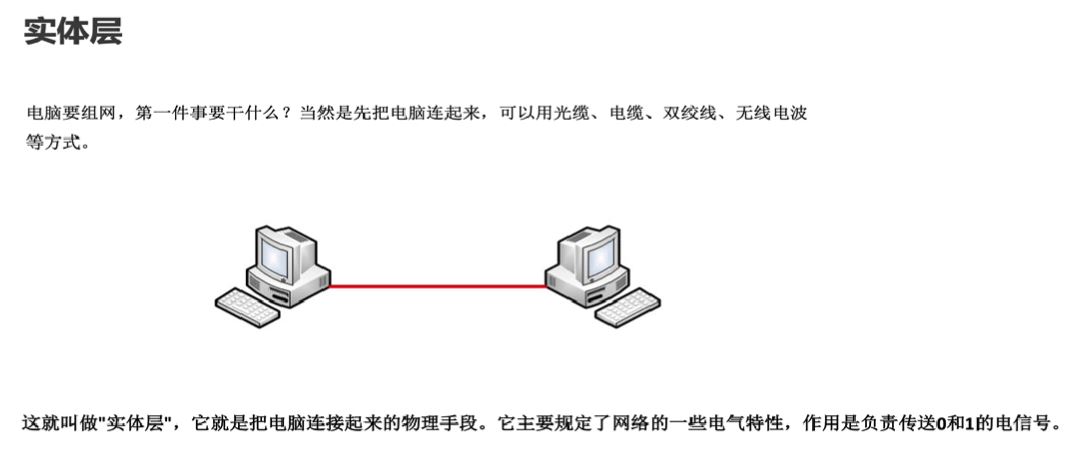 实体层
电脑要组网，第一件事要干什么？当然是先把电脑连起来，可以用光缆、电缆、双绞线、无线电波
等方式。
这就叫做"实体层"，它就是把电脑连接起来的物理手段。它主要规定了网络的一些电气特性，作用是负责传送0和1的电信号。